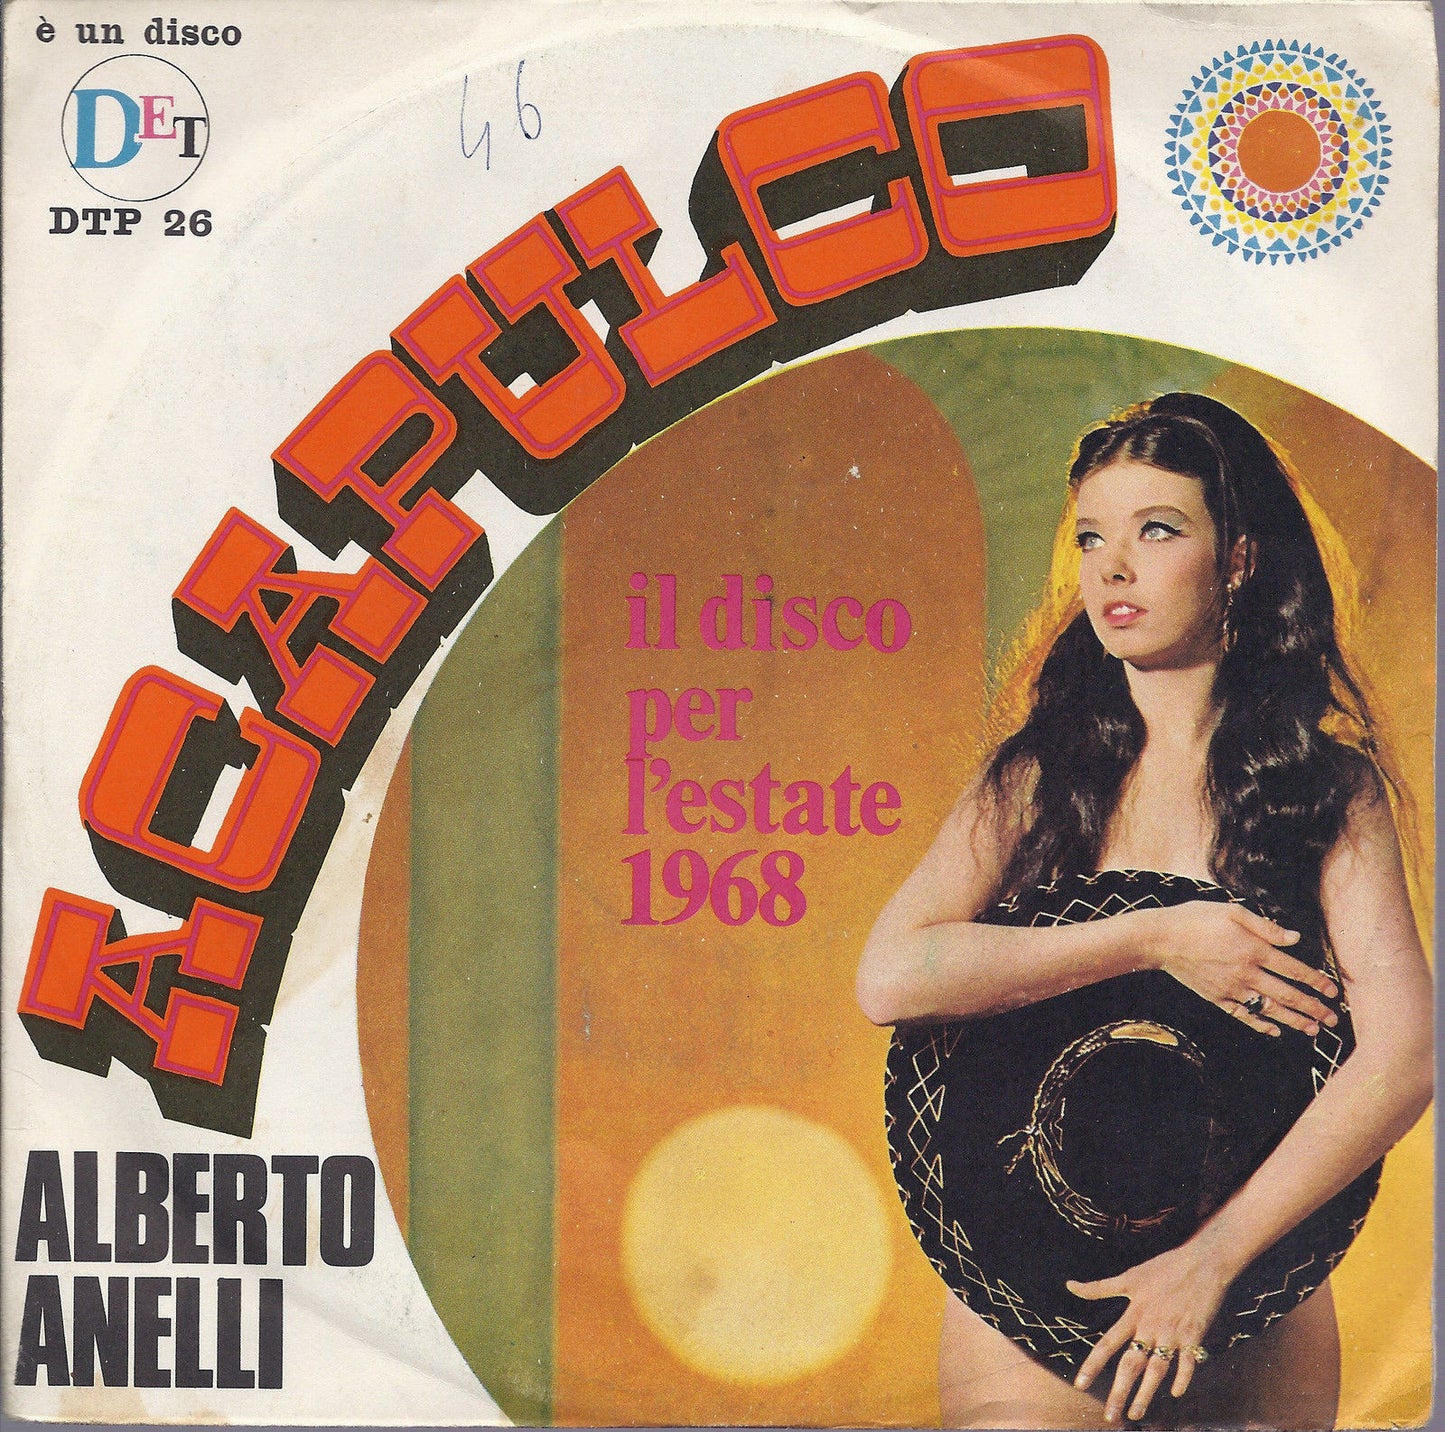 è un disco
DET
DTP 26
46
ACAPULCO
il disco
per
l'estate
1968
ALBERTO
ANELLI